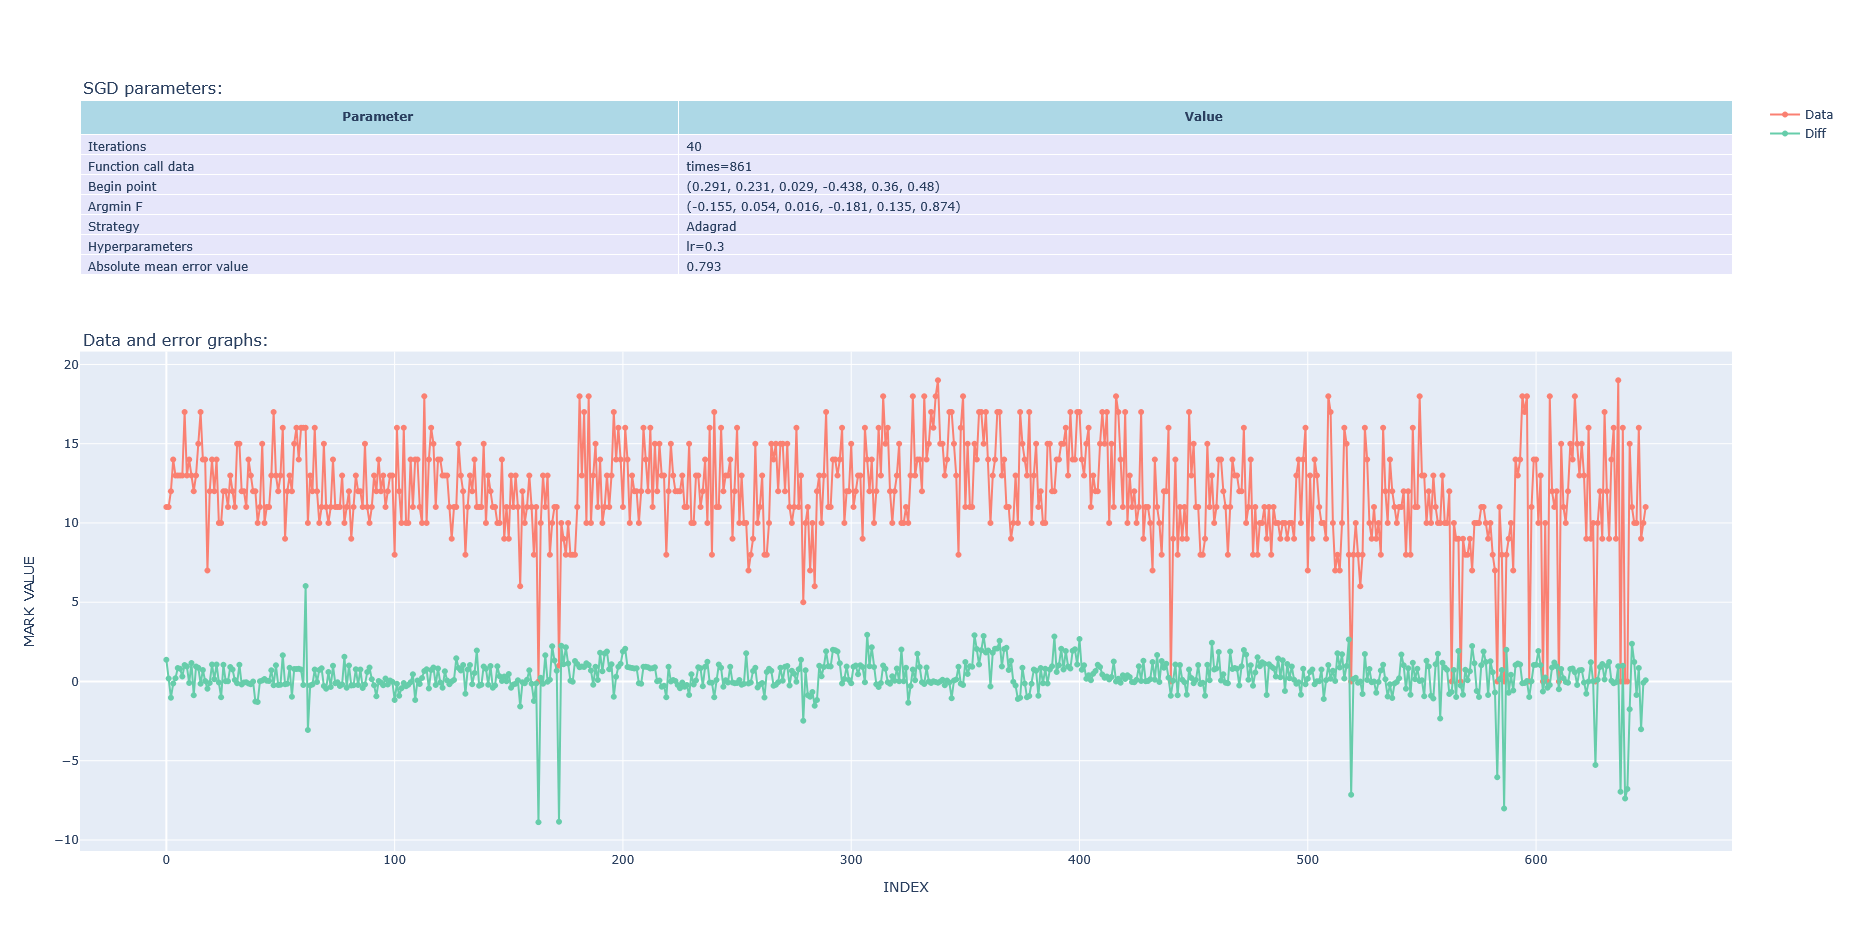 SGD parameters:
Parameter Value
Iterations 40
Function call data times=861
Begin point (0.291, 0.231, 0.029, -0.438, 0.36, 0.48)
Argmin F (-0.155, 0.054, 0.016, -0.181, 0.135, 0.874)
Strategy Adagrad
Hyperparameters lr=0.3
Absolute mean error value 0.793
Data
Diff
Data and error graphs:
20
15
10
5
0
−5
−10
MARK VALUE
0 100 200 300 400 500 600
INDEX